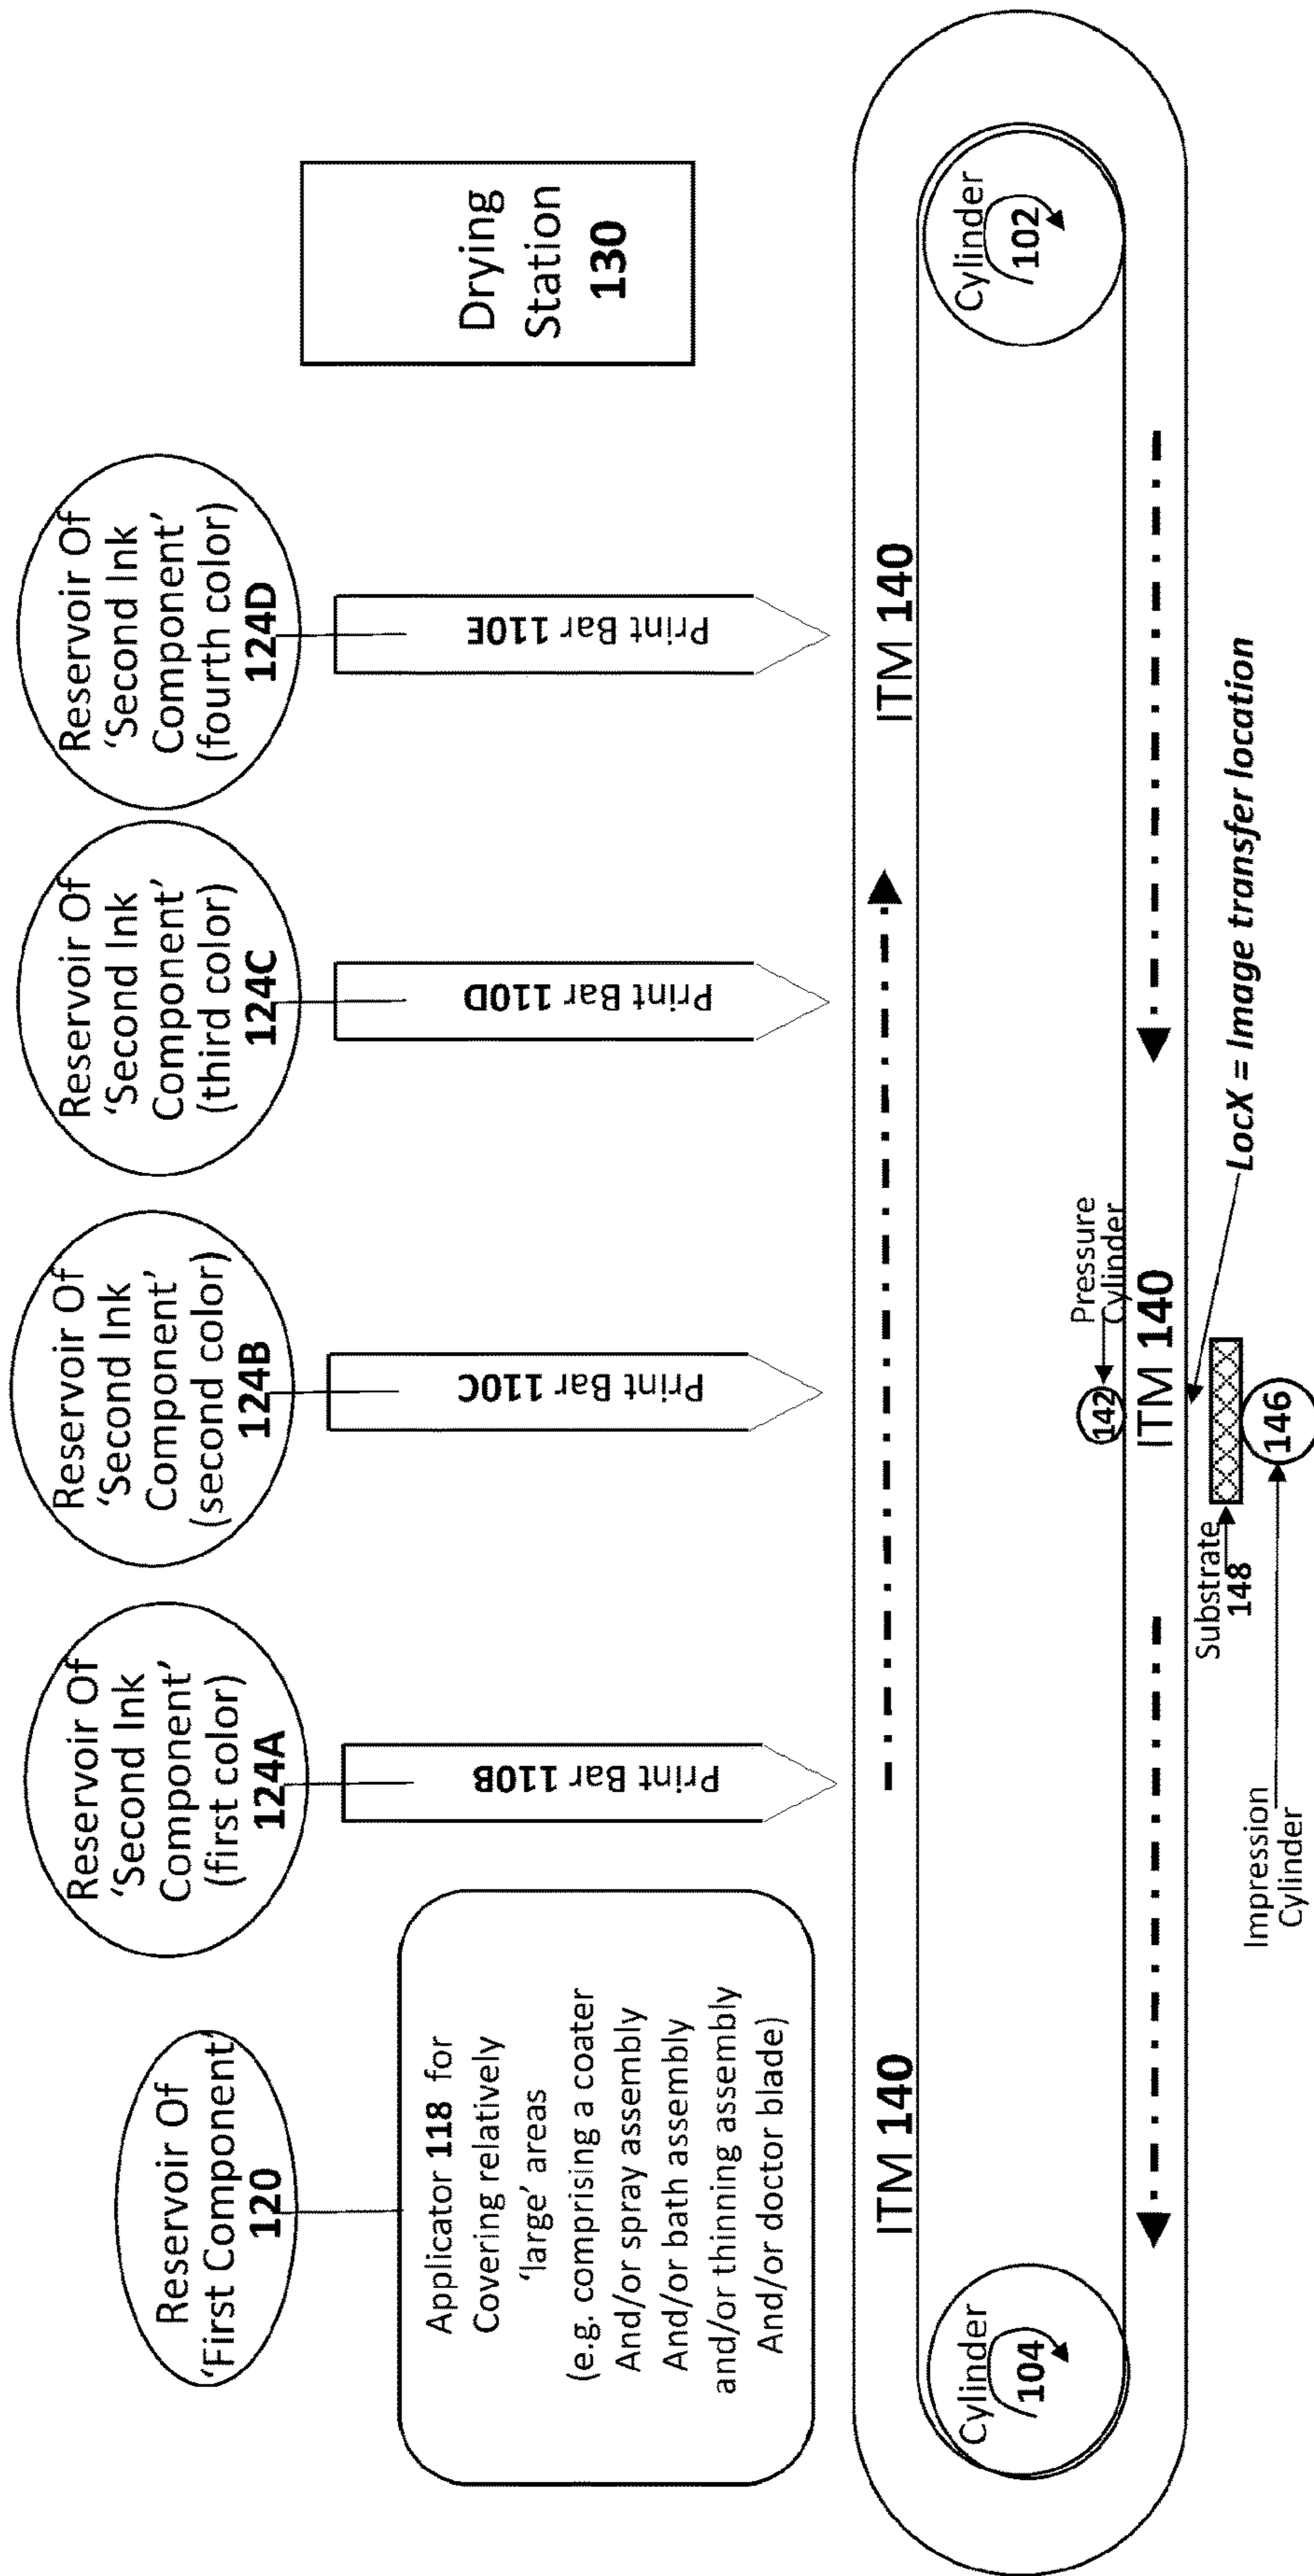 Reservoir Of
'First Component'
120
Reservoir Of
'Second Ink
Component'
(first color)
124A
Reservoir Of
'Second Ink
Component'
(second color)
124B
Reservoir Of
'Second Ink
Component'
(third color)
124C
Reservoir Of
'Second Ink
Component'
(fourth color)
124D
Applicator 118 for
Covering relatively
'large' areas
(e.g. comprising a coater
And/or spray assembly
And/or bath assembly
and/or thinning assembly
And/or doctor blade)
Print Bar 110B
Print Bar 110C
Print Bar 110D
Print Bar 110E
Drying
Station
130
ITM 140
ITM 140
Cylinder
104
Cylinder
102
Pressure
Cylinder
142
ITM 140
LocX = Image transfer location
Substrate
148
146
Impression
Cylinder